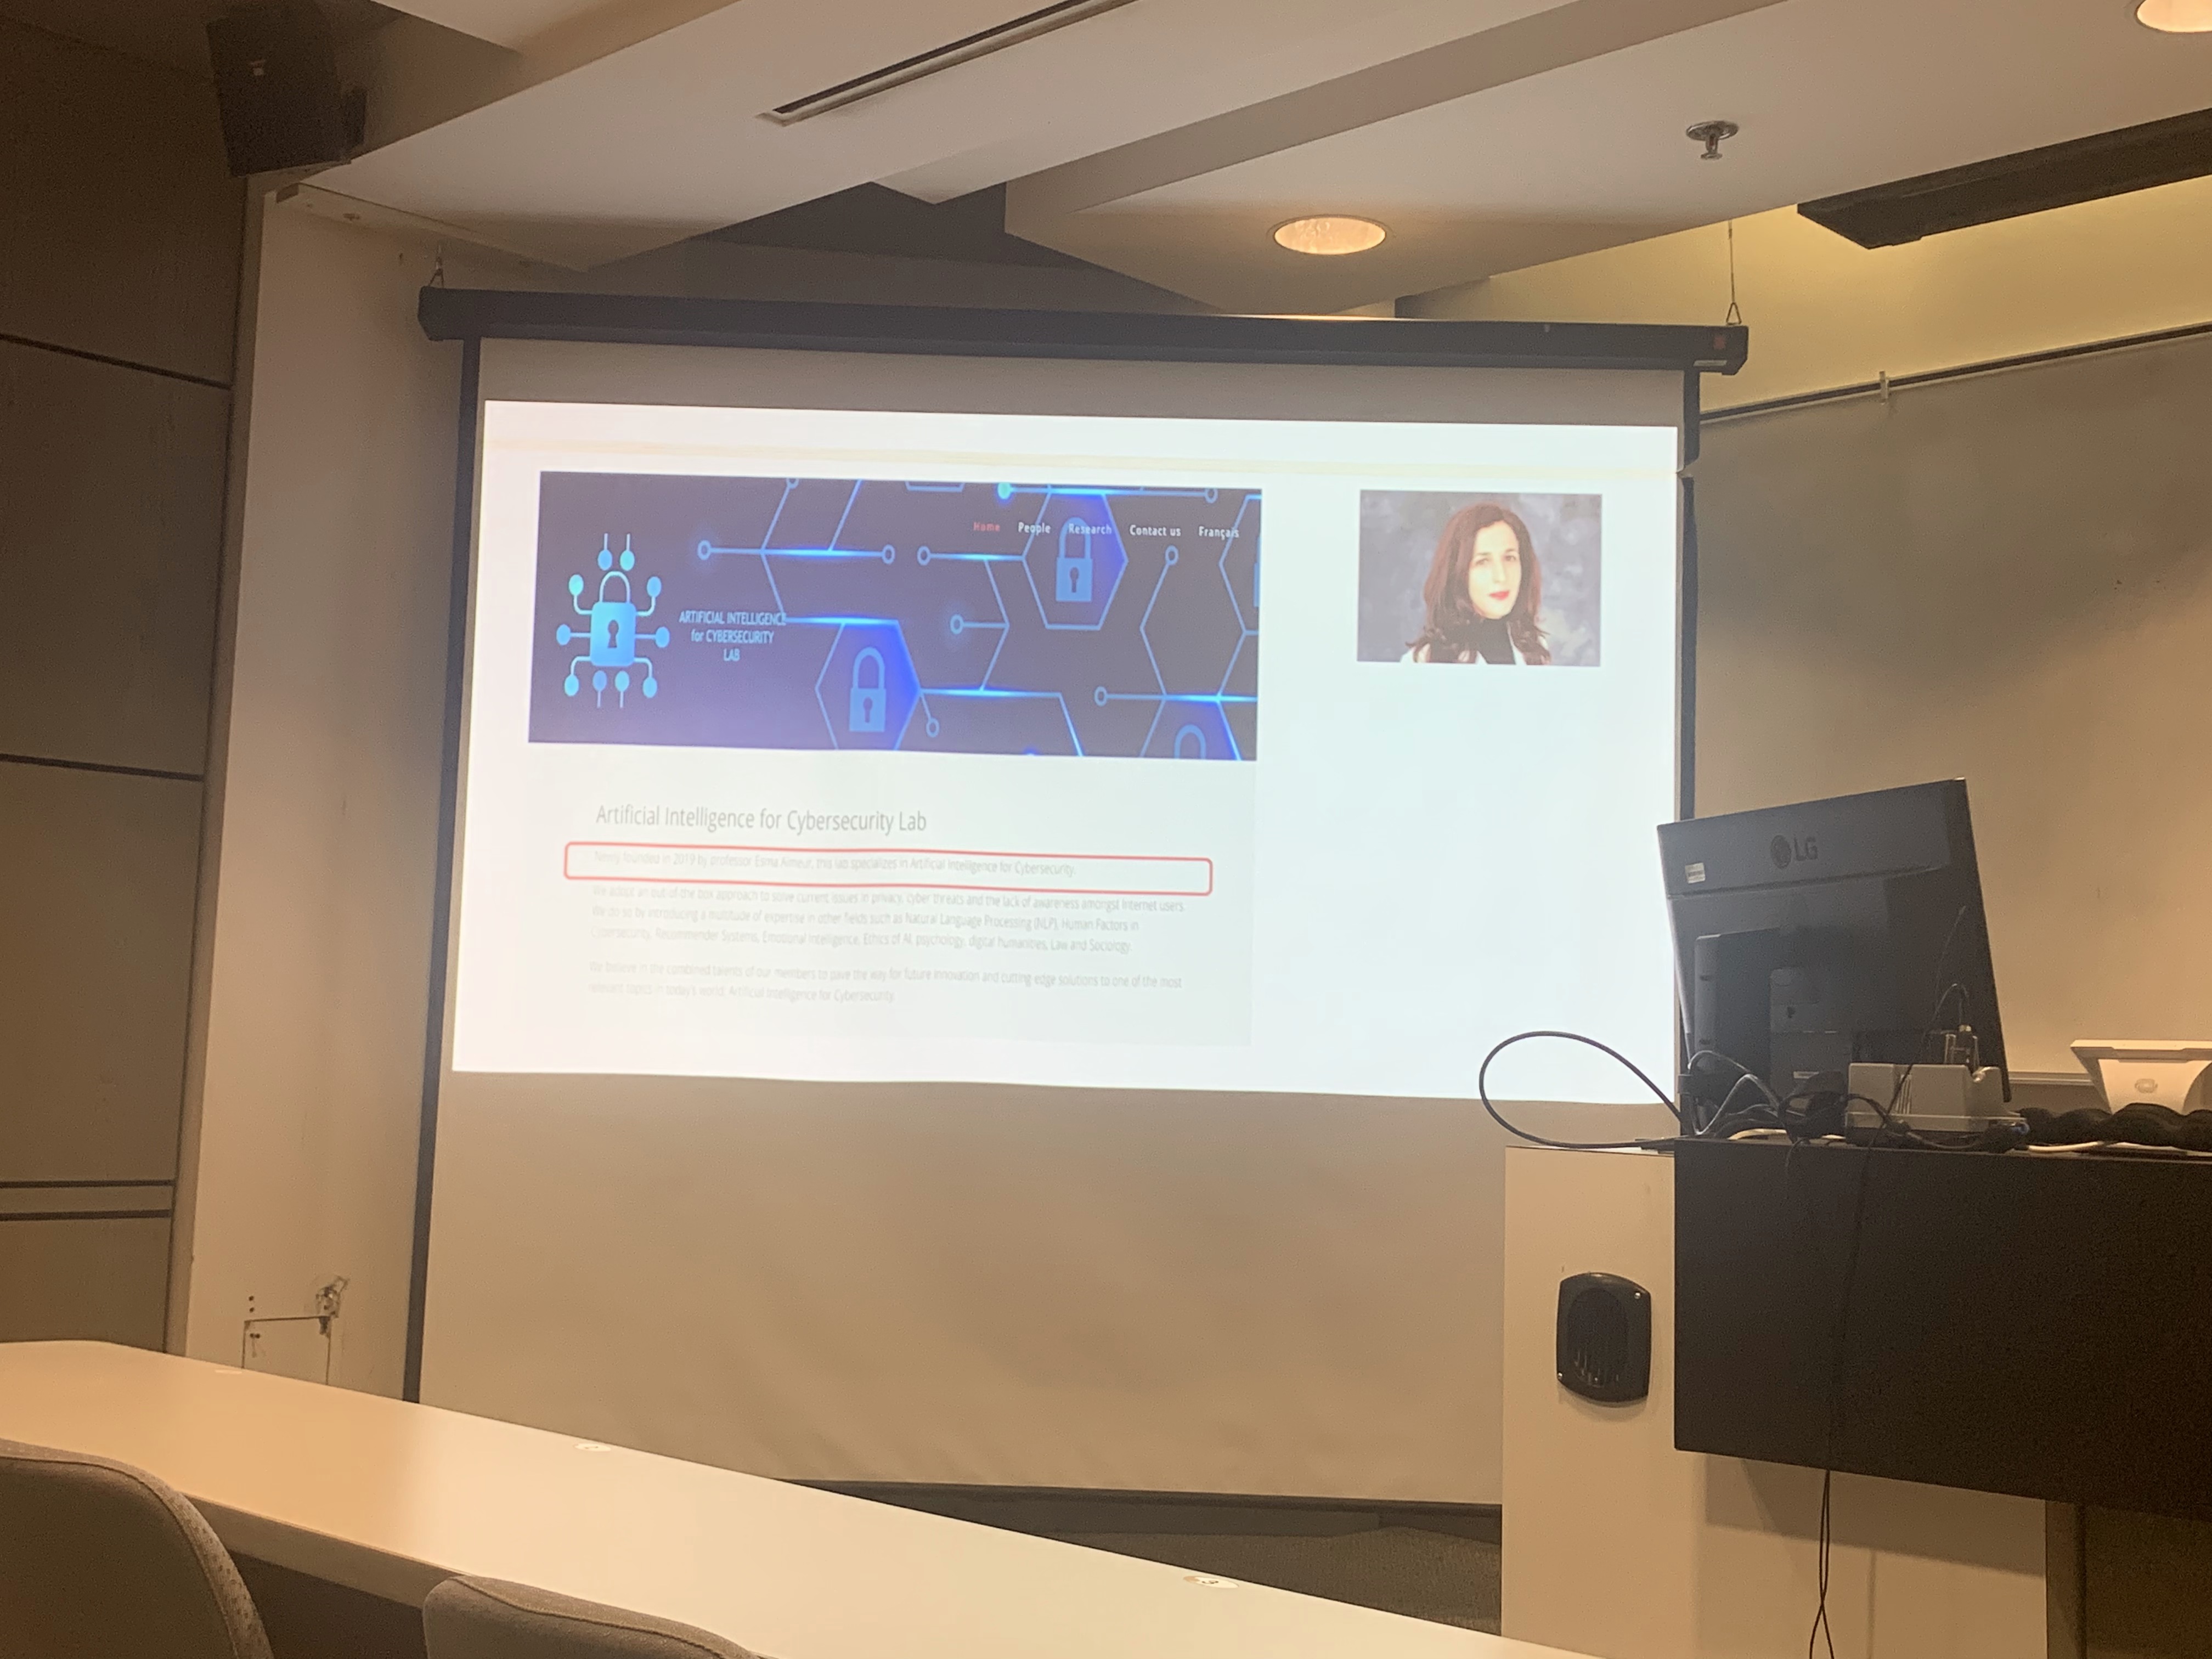 Home People Research Contact us Français
ARTIFICIAL INTELLIGENCE
for CYBERSECURITY
LAB
Artificial Intelligence for Cybersecurity Lab
Newly founded in 2019 by professor Esma Aïmeur, this lab specializes in Artificial Intelligence for Cybersecurity.
We adopt an out-of-the box approach to solve current issues in privacy, cyber threats and the lack of awareness amongst Internet users.
We do so by introducing a multitude of expertise in other fields such as Natural Language Processing (NLP), Human Factors in
Cybersecurity, Recommender Systems, Emotional Intelligence, Ethics of AI, psychology, digital humanities, Law and Sociology.
We believe in the combined talents of our members to pave the way for future innovation and cutting edge solutions to one of the most
relevant topics in today's world: Artificial Intelligence for Cybersecurity.
LG